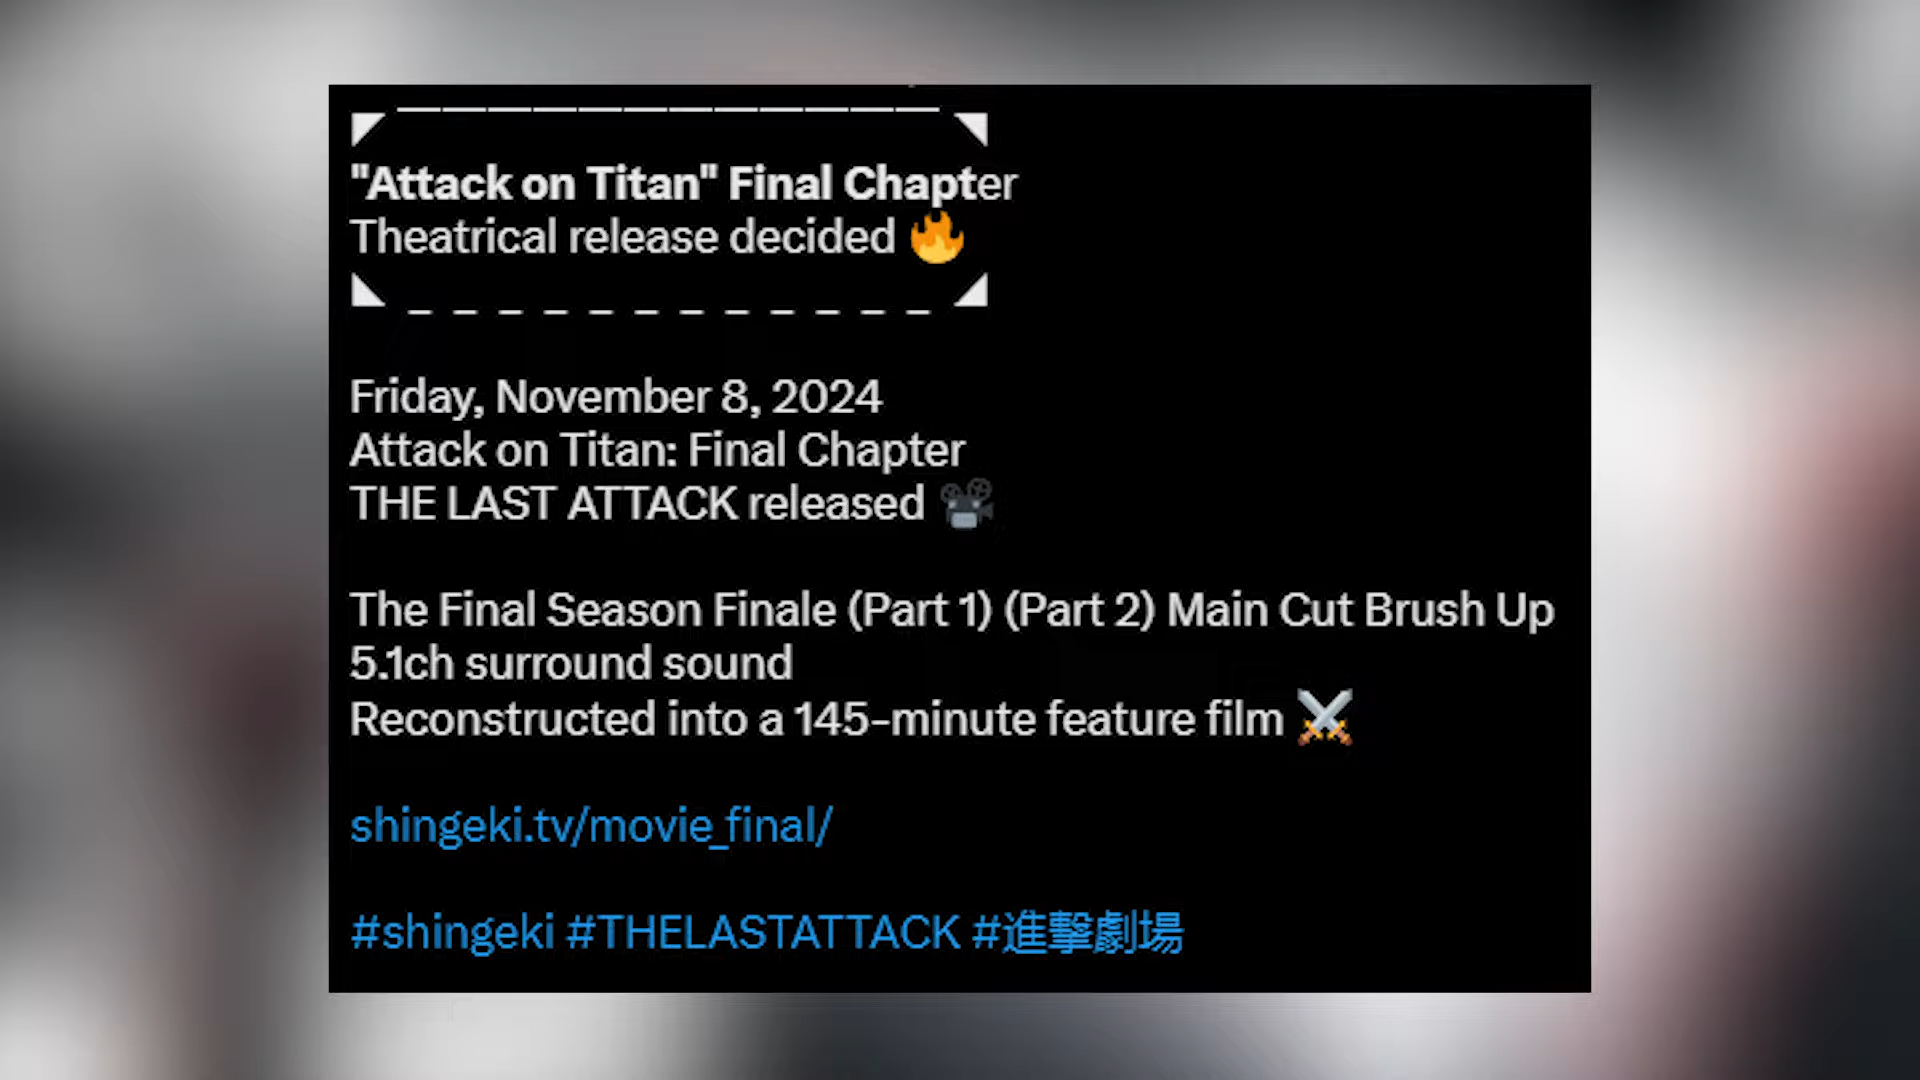 "Attack on Titan" Final Chapter
Theatrical release decided 🔥
Friday, November 8, 2024
Attack on Titan: Final Chapter
THE LAST ATTACK released 🎥
The Final Season Finale (Part 1) (Part 2) Main Cut Brush Up
5.1ch surround sound
Reconstructed into a 145-minute feature film ⚔️
shingeki.tv/movie_final/
#shingeki #THELASTATTACK #進撃劇場